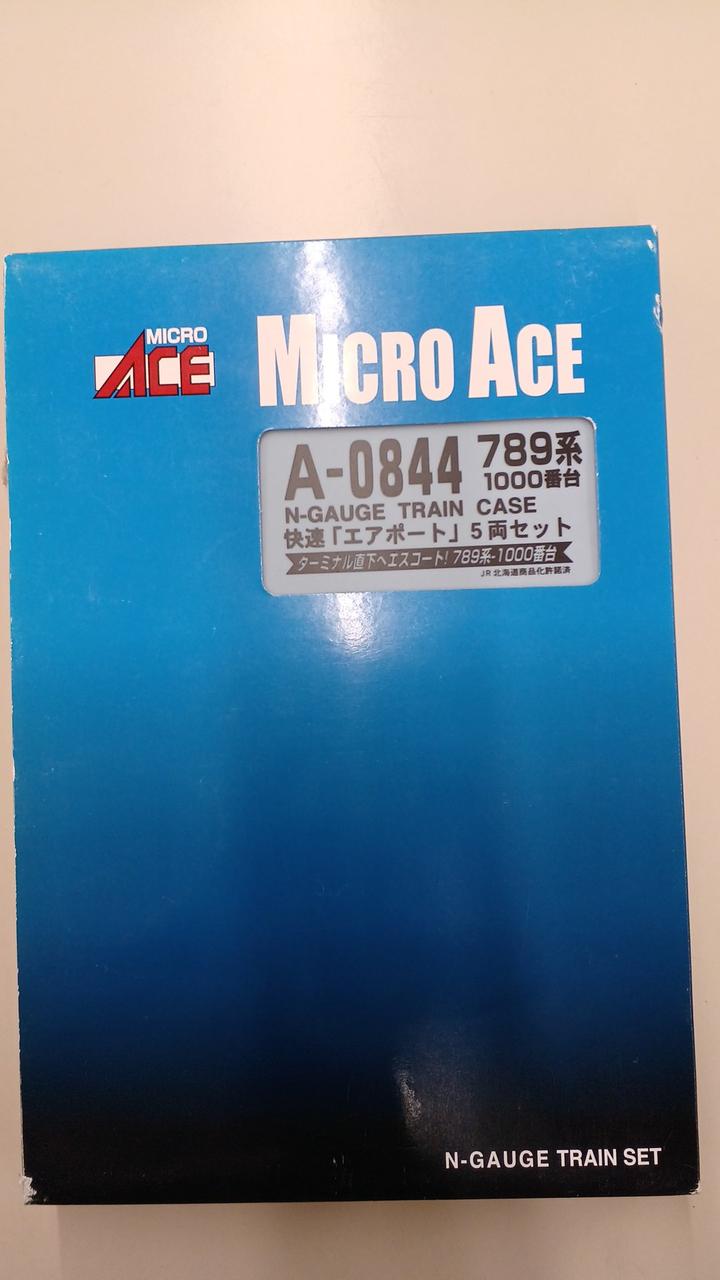 MICRO
ACE
MICRO ACE
A-0844 789系
1000番台
N-GAUGE TRAIN CASE
快速「エアポート」5両セット
ターミナル直下へエスコート! 789系-1000番台
JR北海道商品化許諾済
N-GAUGE TRAIN SET